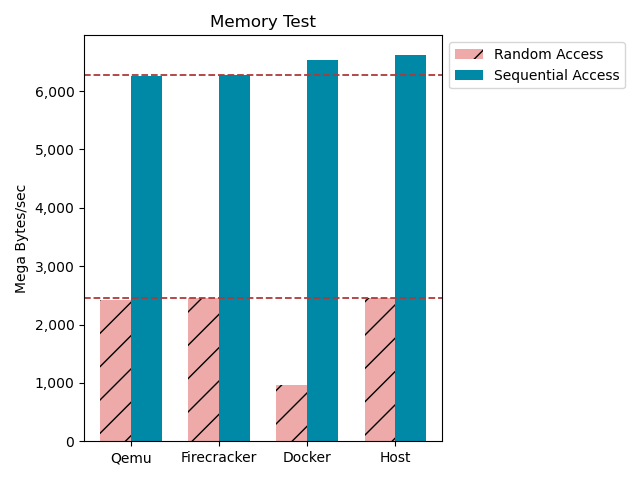 Memory Test
Random Access
Sequential Access
Mega Bytes/sec
6,000
5,000
4,000
3,000
2,000
1,000
0
Qemu Firecracker Docker Host